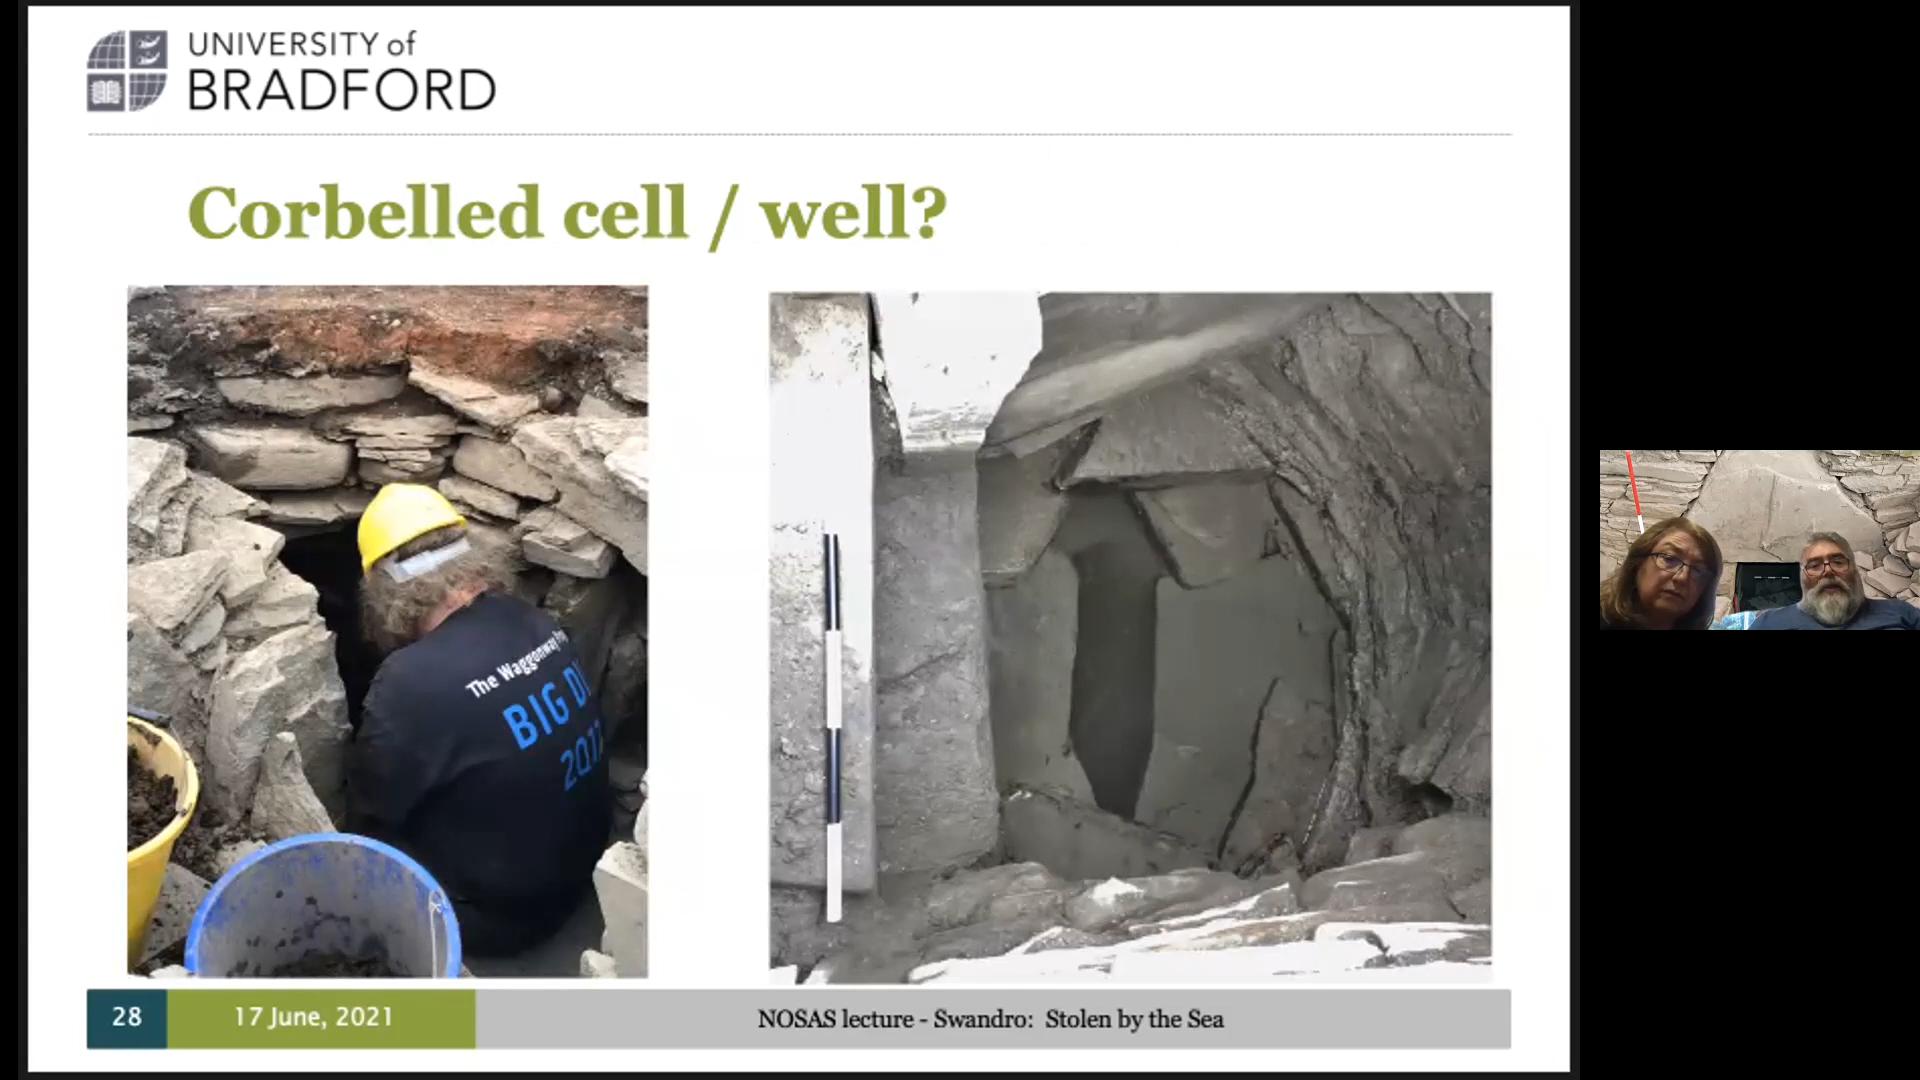 UNIVERSITY of
BRADFORD
Corbelled cell / well?
The Waggonway
BIG
28
17 June, 2021
NOSAS lecture - Swandro: Stolen by the Sea